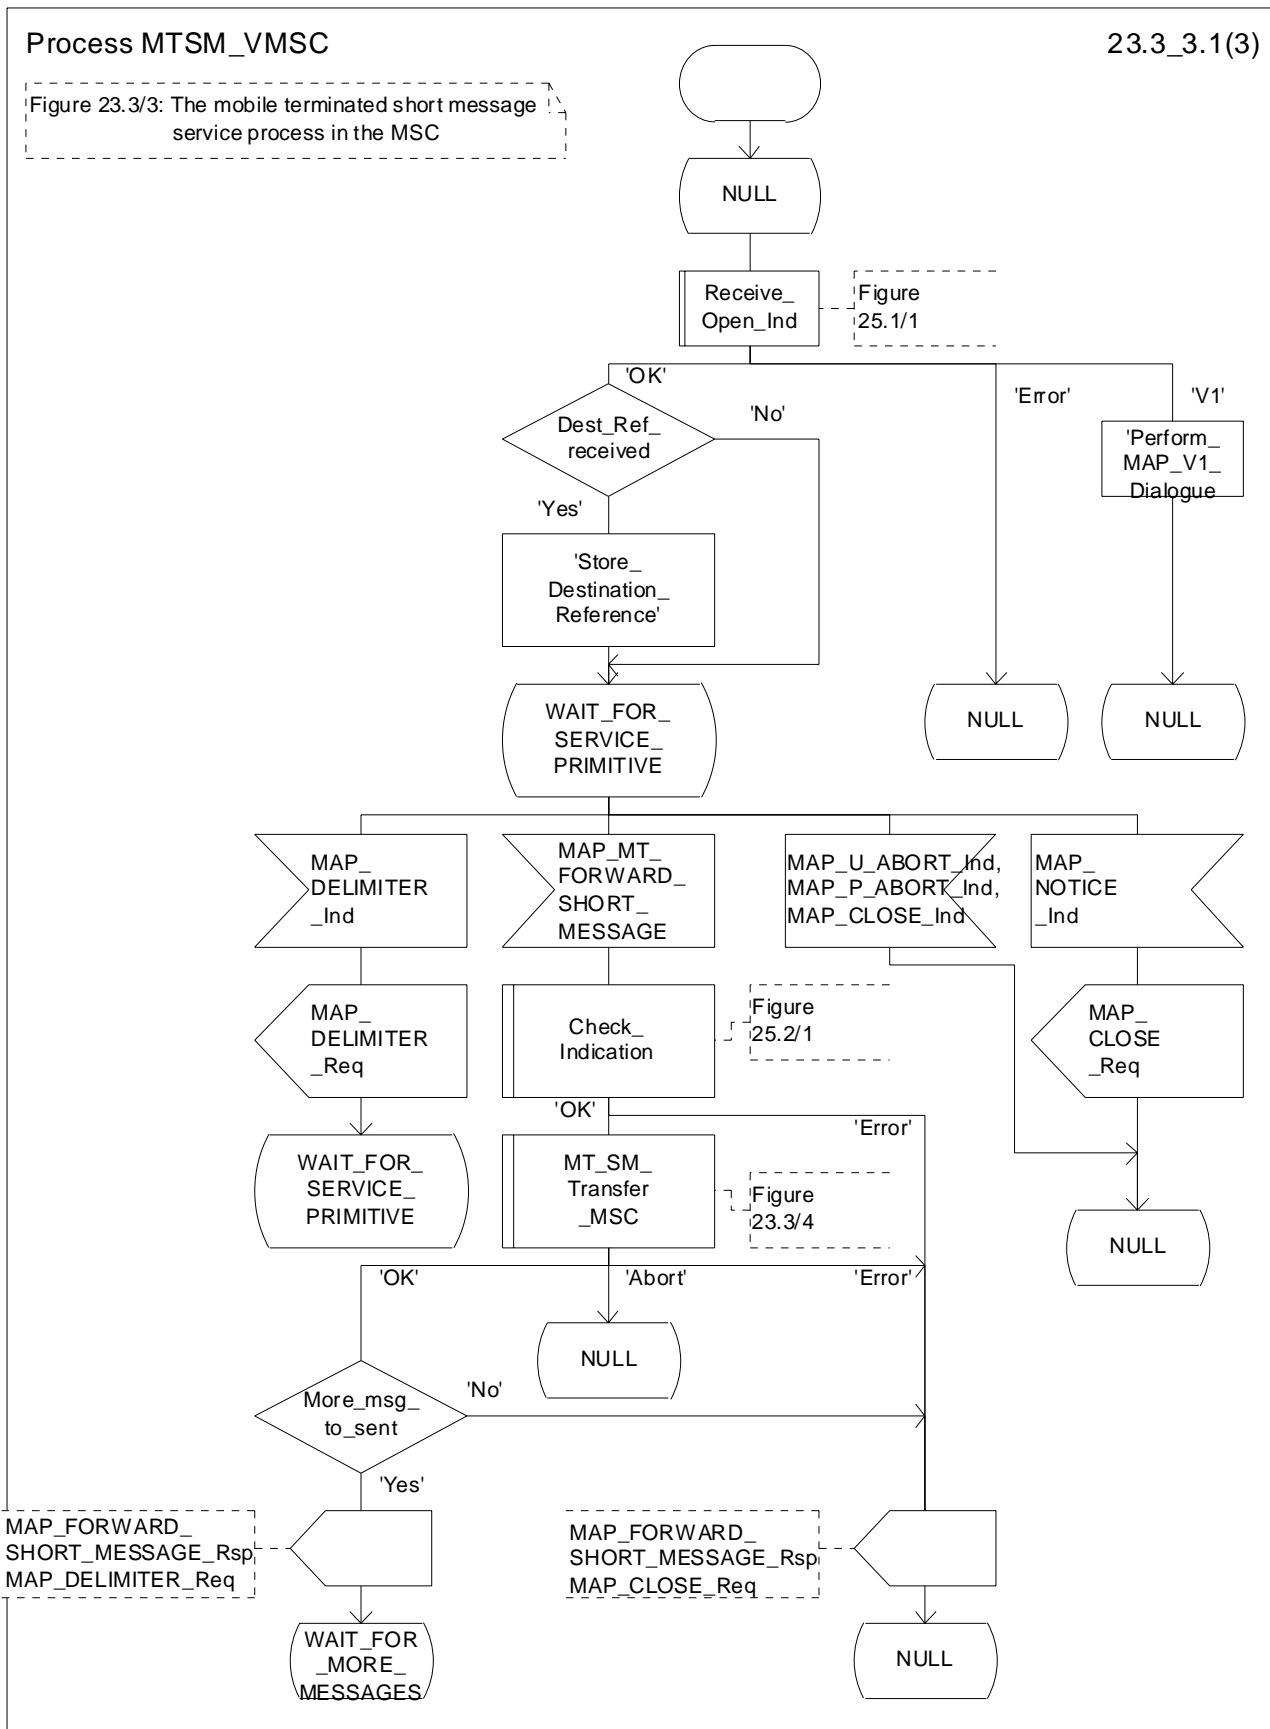 Process MTSM_VMSC
23.3_3.1(3)
Figure 23.3/3: The mobile terminated short message
service process in the MSC
NULL
Receive_
Open_Ind
Figure
25.1/1
'OK'
'Error'
'V1'
Dest_Ref_
received
'No'
'Perform_
MAP_V1_
Dialogue
'Yes'
'Store_
Destination_
Reference'
WAIT_FOR_
SERVICE_
PRIMITIVE
NULL
NULL
MAP_
DELIMITER
_Ind
MAP_MT_
FORWARD_
SHORT_
MESSAGE
MAP_U_ABORT_Ind,
MAP_P_ABORT_Ind,
MAP_CLOSE_Ind
MAP_
NOTICE
_Ind
MAP_
DELIMITER
_Req
Check_
Indication
Figure
25.2/1
MAP_
CLOSE
_Req
'OK'
'Error'
WAIT_FOR_
SERVICE_
PRIMITIVE
MT_SM_
Transfer
_MSC
Figure
23.3/4
NULL
'OK'
'Abort'
'Error'
NULL
More_msg_
to_sent
'No'
'Yes'
MAP_FORWARD_
SHORT_MESSAGE_Rsp
MAP_DELIMITER_Req
MAP_FORWARD_
SHORT_MESSAGE_Rsp
MAP_CLOSE_Req
WAIT_FOR
_MORE_
MESSAGES
NULL